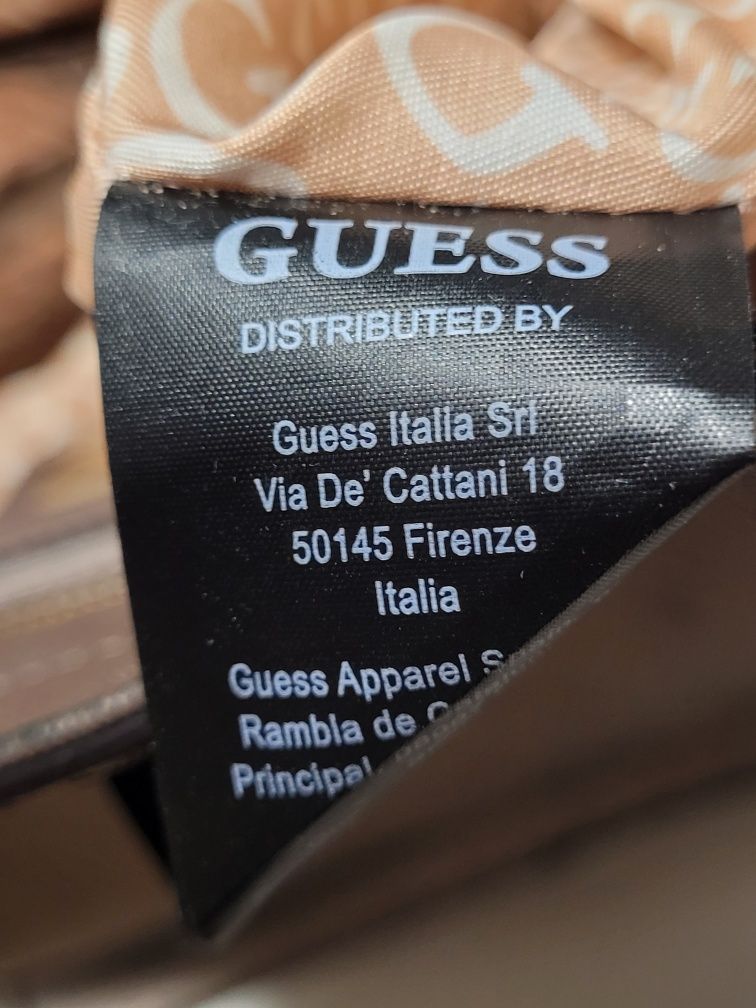 GUESS
DISTRIBUTED BY
Guess Italia Srl
Via De' Cattani 18
50145 Firenze
Italia
Guess Apparel
Rambla de
Principal